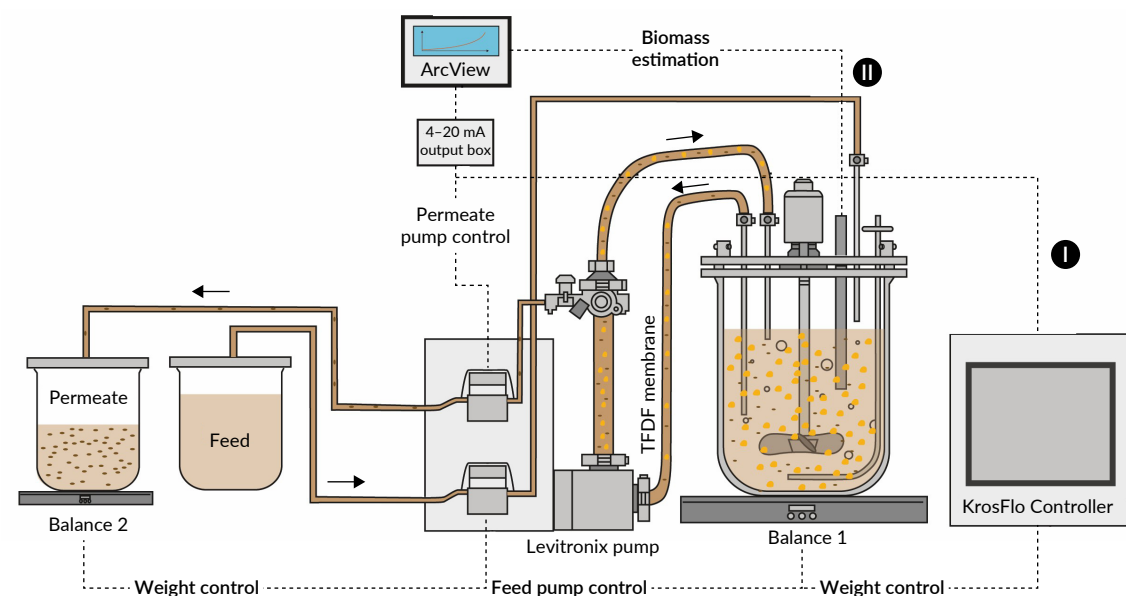 ArcView
Biomass
estimation
II
4–20 mA
output box
Permeate
pump control
I
TFDF membrane
Permeate
Feed
KrosFlo Controller
Balance 2
Levitronix pump
Balance 1
Weight control
Feed pump control
Weight control